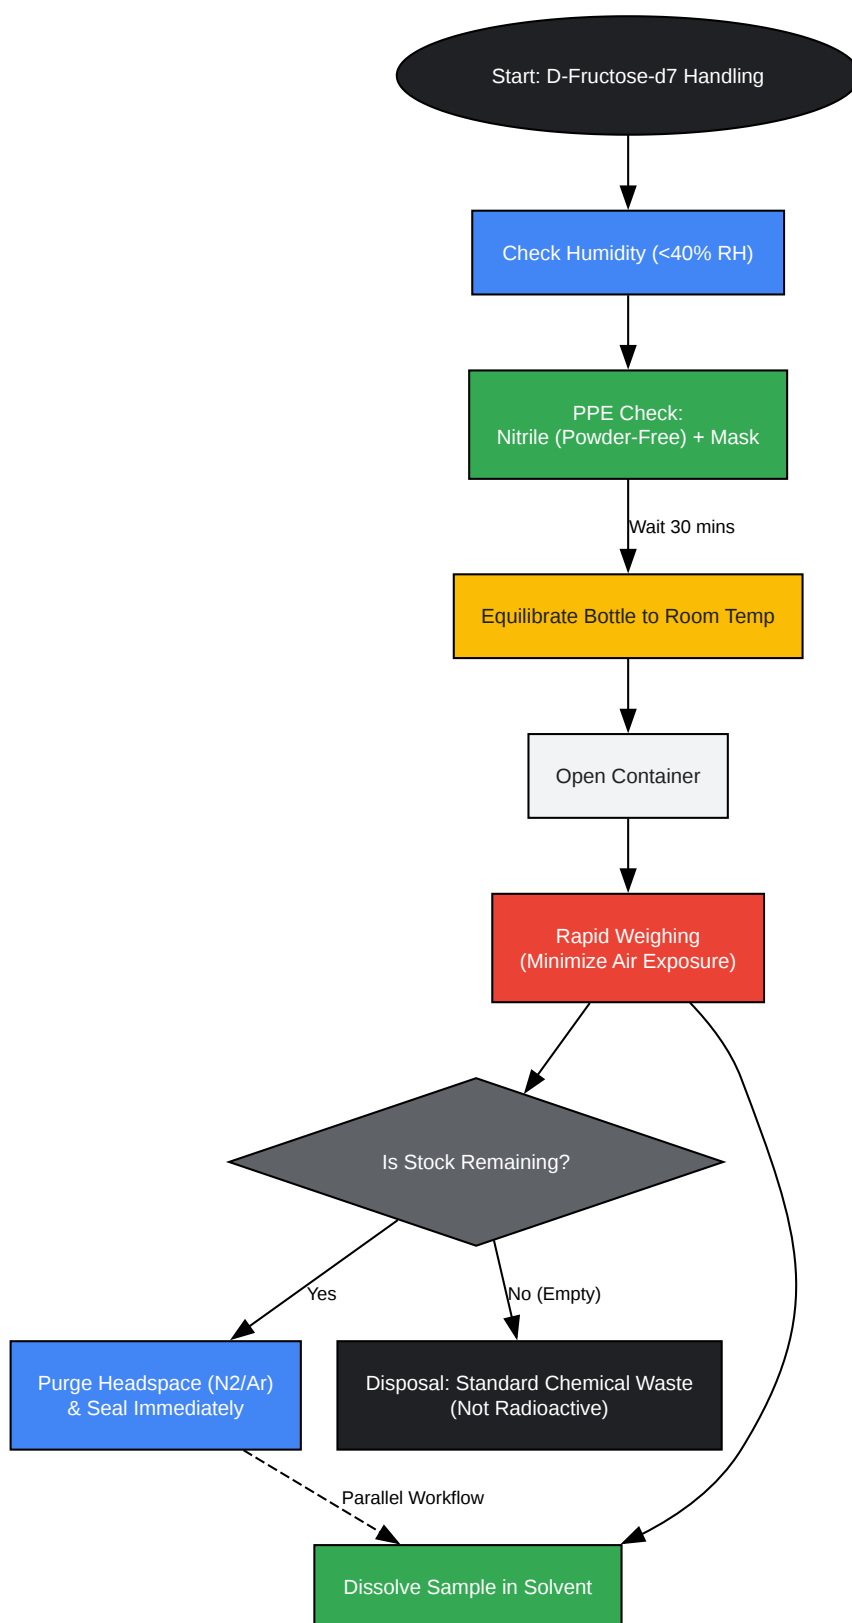 Start: D-Fructose-d7 Handling
Check Humidity (<40% RH)
PPE Check:
Nitrile (Powder-Free) + Mask
Wait 30 mins
Equilibrate Bottle to Room Temp
Open Container
Rapid Weighing
(Minimize Air Exposure)
Is Stock Remaining?
Yes
No (Empty)
Purge Headspace (N2/Ar)
& Seal Immediately
Disposal: Standard Chemical Waste
(Not Radioactive)
Parallel Workflow
Dissolve Sample in Solvent